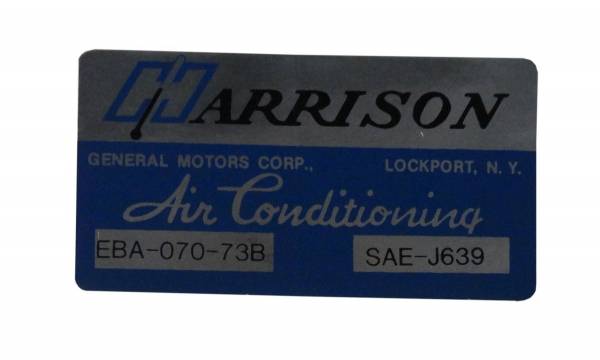 HARRISON
GENERAL MOTORS CORP., LOCKPORT, N. Y.
Air Conditioning
EBA-070-73B SAE-J639